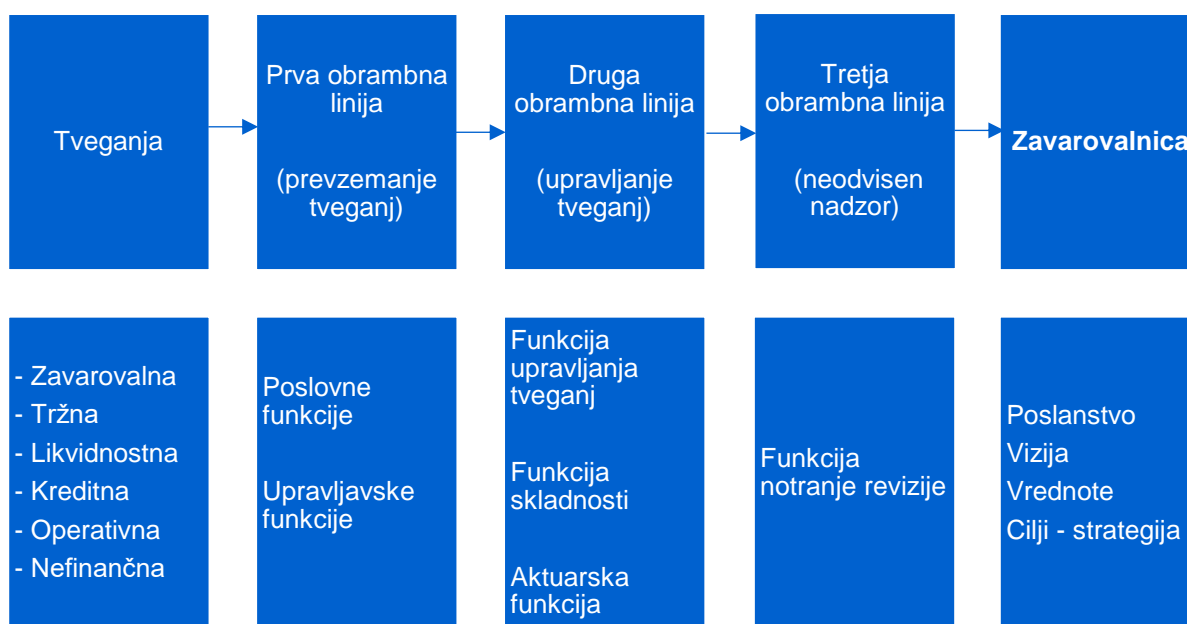 Tveganja
Prva obrambna
linija
(prevzemanje
tveganj)
Druga
obrambna linija
(upravljanje
tveganj)
Tretja
obrambna linija
(neodvisen
nadzor)
Zavarovalnica
- Zavarovalna
- Tržna
- Likvidnostna
- Kreditna
- Operativna
- Nefinančna
Poslovne
funkcije
Upravljavske
funkcije
Funkcija
upravljanja
tveganj
Funkcija
skladnosti
Aktuarska
funkcija
Funkcija
notranje revizije
Poslanstvo
Vizija
Vrednote
Cilji - strategija